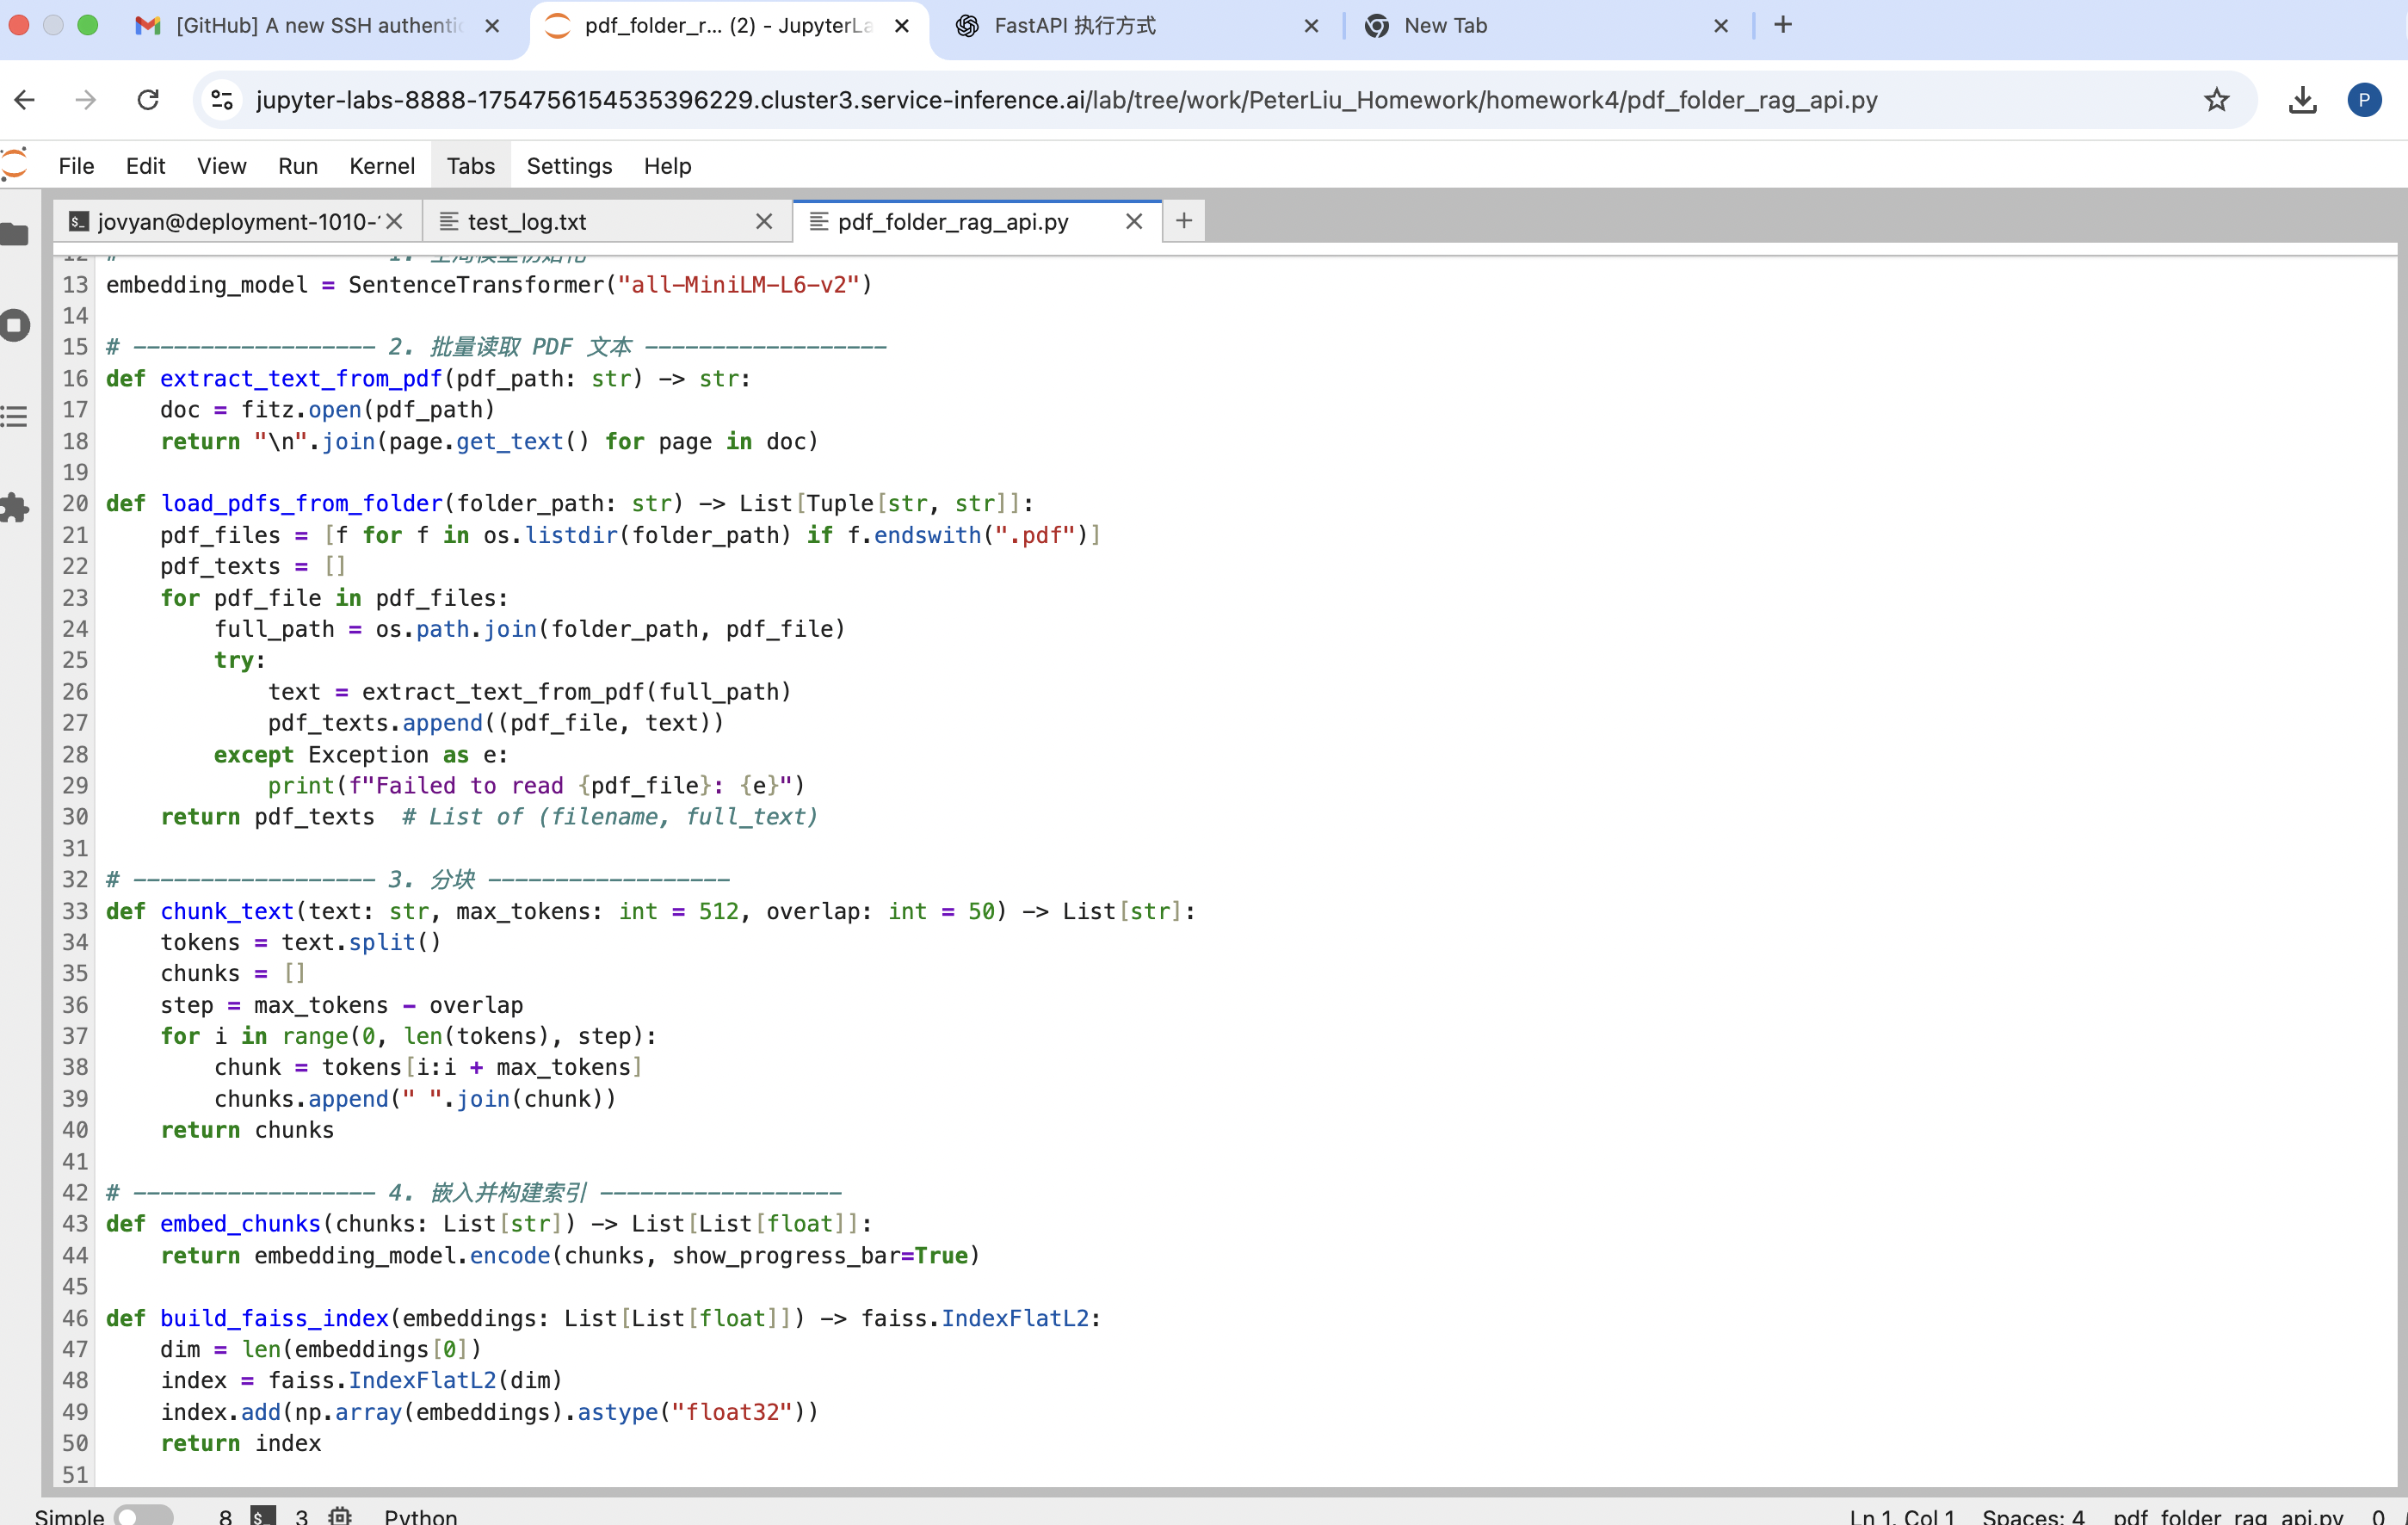 [GitHub] A new SSH authentic
pdf_folder_r... (2) - JupyterLa
FastAPI 执行方式
New Tab
jupyter-labs-8888-1754756154535396229.cluster3.service-inference.ai/lab/tree/work/PeterLiu_Homework/homework4/pdf_folder_rag_api.py
P
File Edit View Run Kernel Tabs Settings Help
jovyan@deployment-1010-
test_log.txt
pdf_folder_rag_api.py
12 # 1. 全局模型初始化
13 embedding_model = SentenceTransformer("all-MiniLM-L6-v2")
14
15 # ------------------ 2. 批量读取 PDF 文本 ------------------
16 def extract_text_from_pdf(pdf_path: str) -> str:
17     doc = fitz.open(pdf_path)
18     return "\n".join(page.get_text() for page in doc)
19
20 def load_pdfs_from_folder(folder_path: str) -> List[Tuple[str, str]]:
21     pdf_files = [f for f in os.listdir(folder_path) if f.endswith(".pdf")]
22     pdf_texts = []
23     for pdf_file in pdf_files:
24         full_path = os.path.join(folder_path, pdf_file)
25         try:
26             text = extract_text_from_pdf(full_path)
27             pdf_texts.append((pdf_file, text))
28         except Exception as e:
29             print(f"Failed to read {pdf_file}: {e}")
30     return pdf_texts  # List of (filename, full_text)
31
32 # ------------------ 3. 分块 ------------------
33 def chunk_text(text: str, max_tokens: int = 512, overlap: int = 50) -> List[str]:
34     tokens = text.split()
35     chunks = []
36     step = max_tokens - overlap
37     for i in range(0, len(tokens), step):
38         chunk = tokens[i:i + max_tokens]
39         chunks.append(" ".join(chunk))
40     return chunks
41
42 # ------------------ 4. 嵌入并构建索引 ------------------
43 def embed_chunks(chunks: List[str]) -> List[List[float]]:
44     return embedding_model.encode(chunks, show_progress_bar=True)
45
46 def build_faiss_index(embeddings: List[List[float]]) -> faiss.IndexFlatL2:
47     dim = len(embeddings[0])
48     index = faiss.IndexFlatL2(dim)
49     index.add(np.array(embeddings).astype("float32"))
50     return index
51
Simple 8 $_ 3 Python Ln 1, Col 1 Spaces: 4 pdf_folder_rag_api.py 0